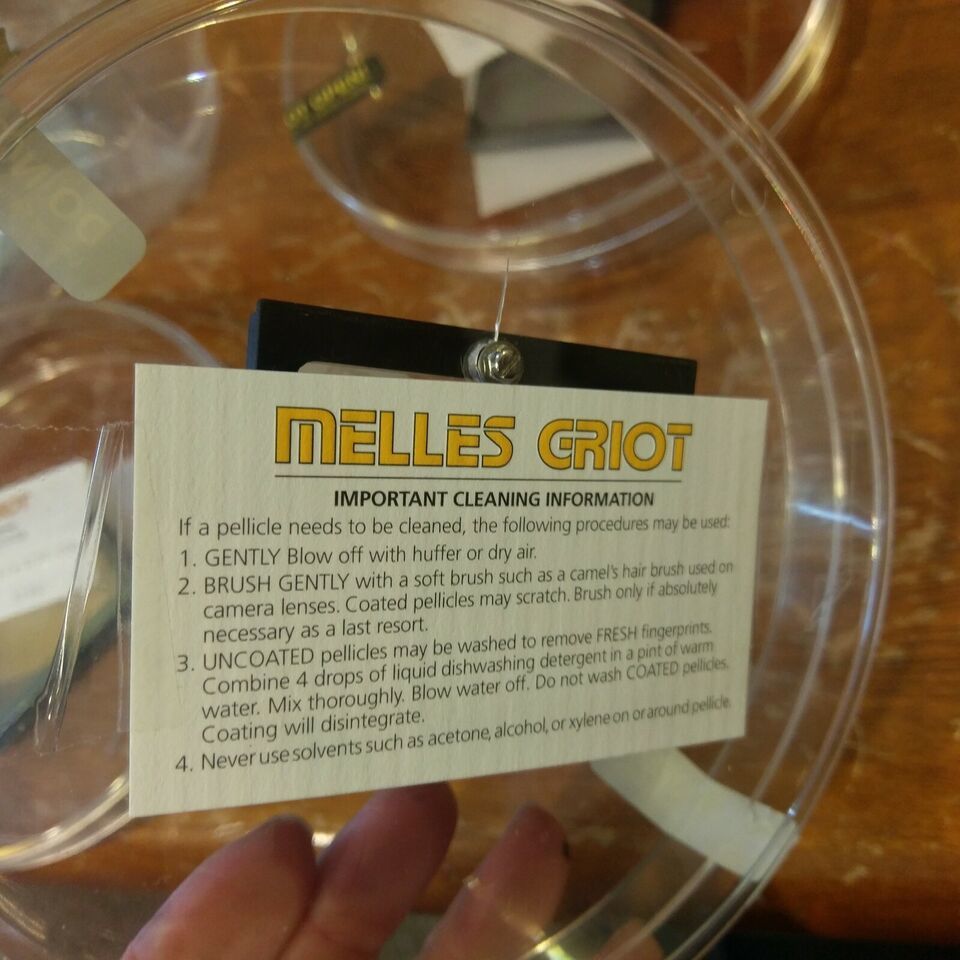 MELLES GRIOT
IMPORTANT CLEANING INFORMATION
If a pellicle needs to be cleaned, the following procedures may be used:
1. GENTLY Blow off with huffer or dry air.
2. BRUSH GENTLY with a soft brush such as a camel's hair brush used on
camera lenses. Coated pellicles may scratch. Brush only if absolutely
necessary as a last resort.
3. UNCOATED pellicles may be washed to remove FRESH fingerprints.
Combine 4 drops of liquid dishwashing detergent in a pint of warm
water. Mix thoroughly. Blow water off. Do not wash COATED pellicles.
Coating will disintegrate.
4. Never use solvents such as acetone, alcohol, or xylene on or around pellicle.